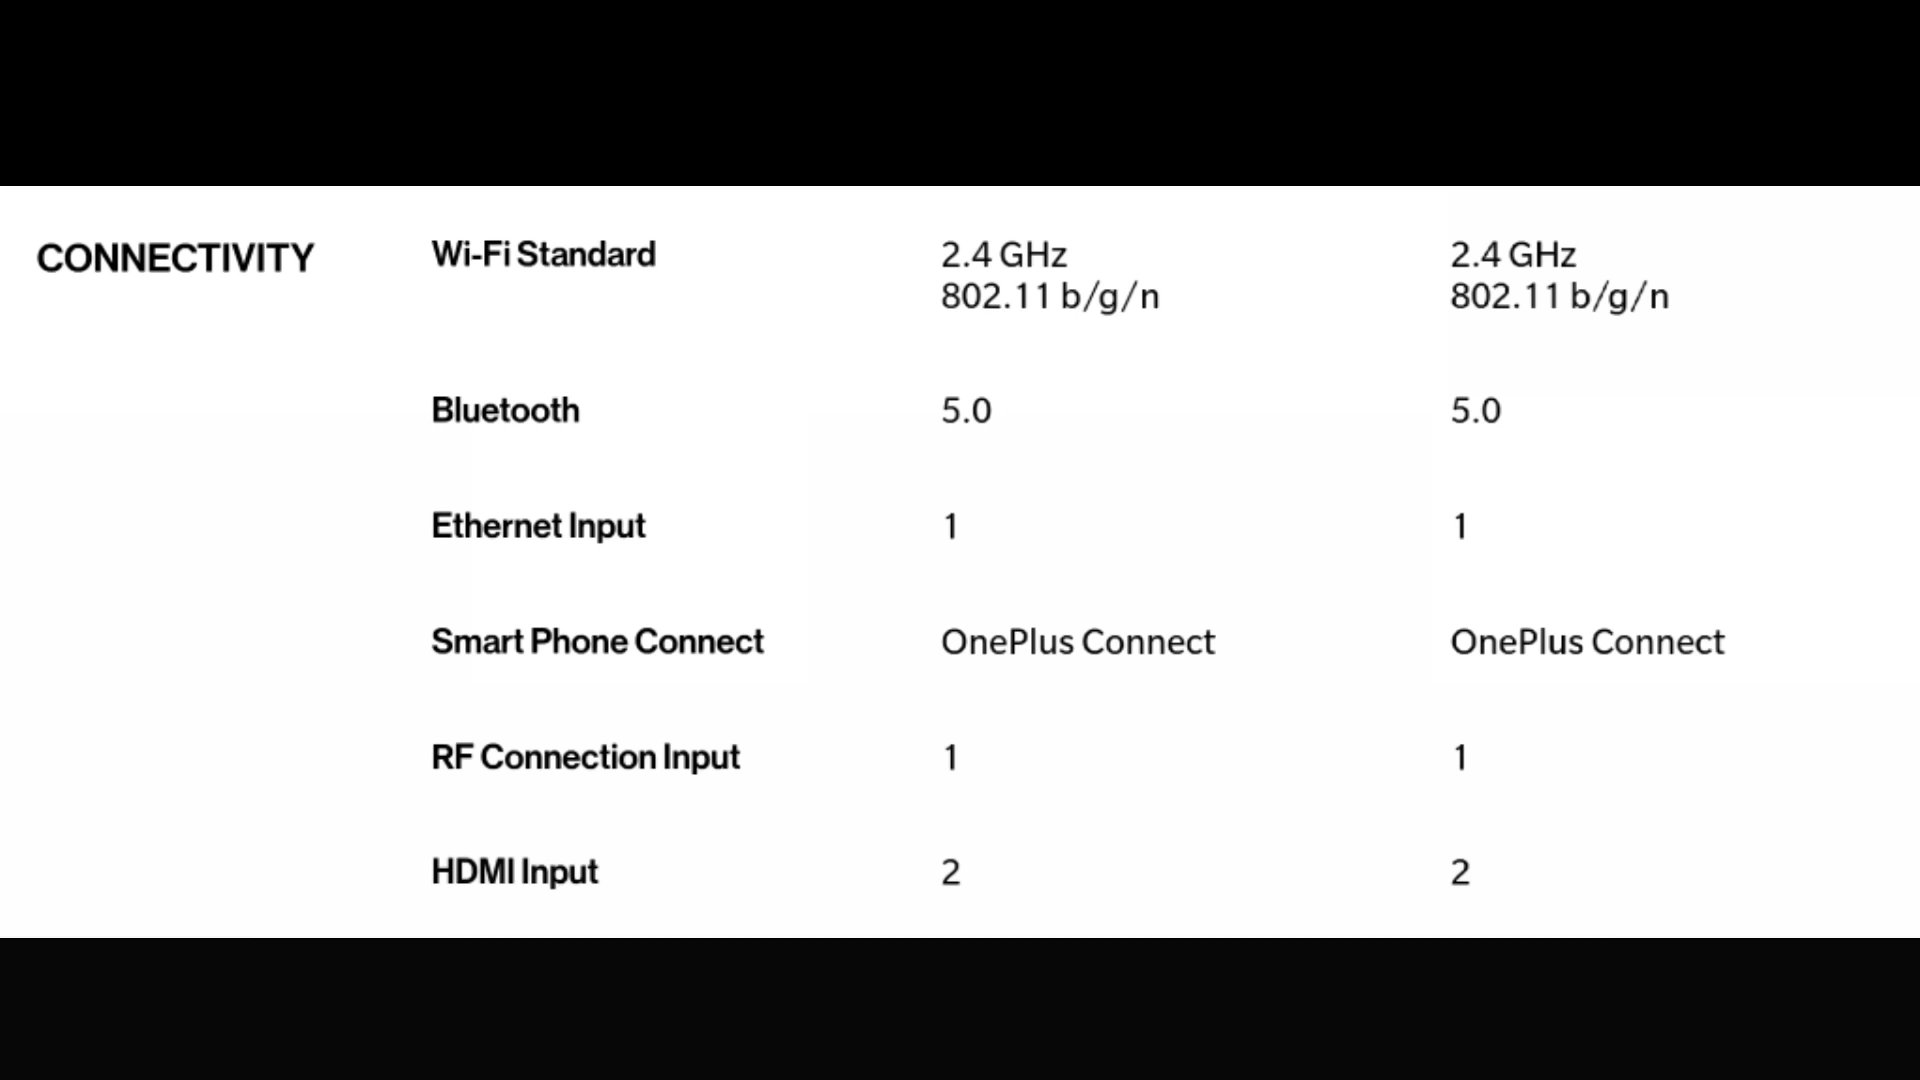 CONNECTIVITY Wi-Fi Standard 2.4 GHz 2.4 GHz
802.11 b/g/n 802.11 b/g/n
Bluetooth 5.0 5.0
Ethernet Input 1 1
Smart Phone Connect OnePlus Connect OnePlus Connect
RF Connection Input 1 1
HDMI Input 2 2